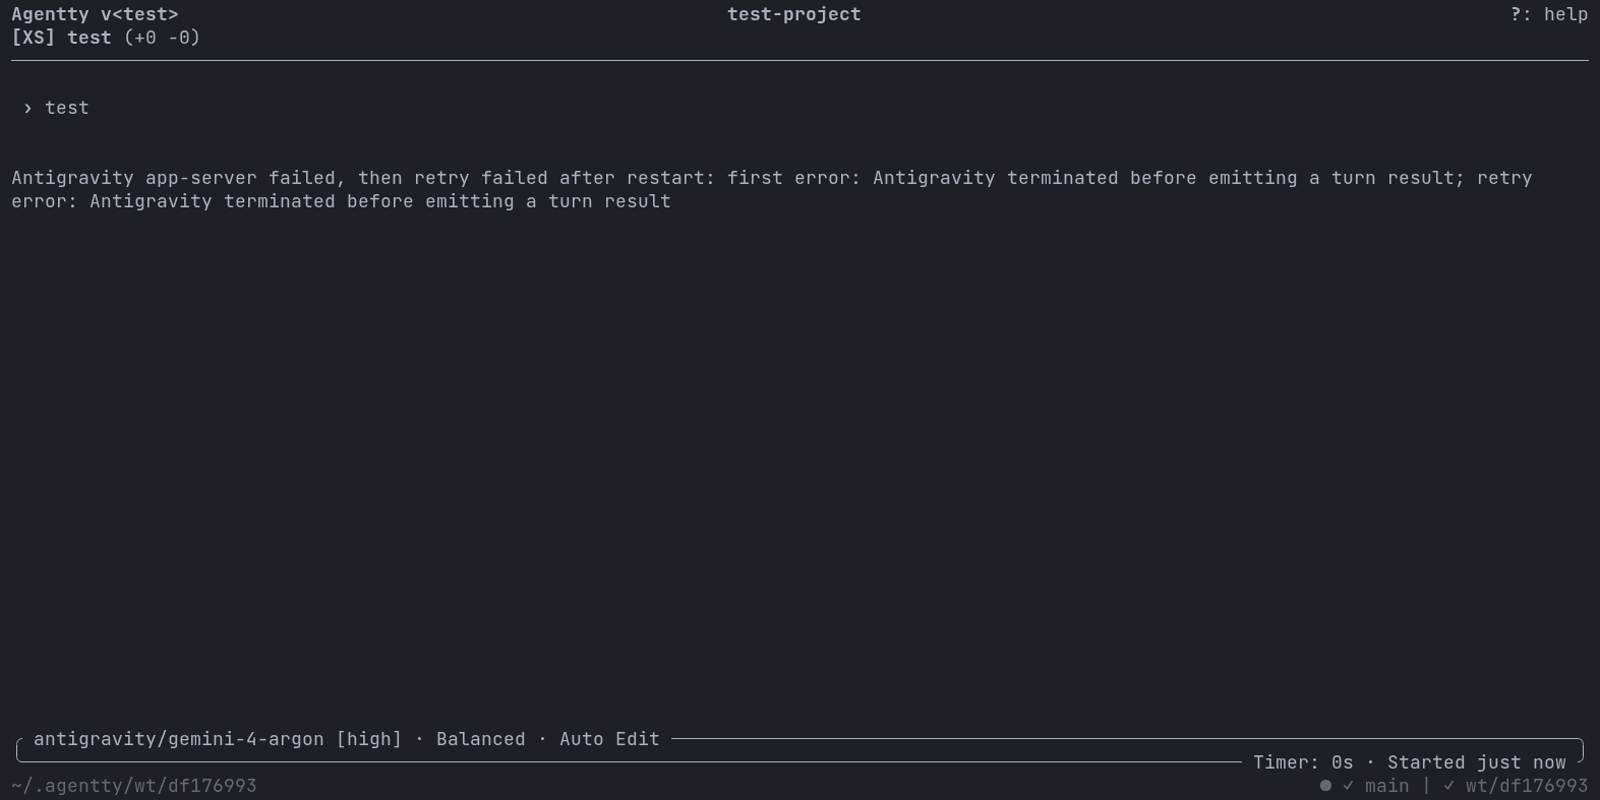 Agentty v<test> test-project ?: help
[XS] test (+0 -0)
› test
Antigravity app-server failed, then retry failed after restart: first error: Antigravity terminated before emitting a turn result; retry
error: Antigravity terminated before emitting a turn result
antigravity/gemini-4-argon [high] · Balanced · Auto Edit
Timer: 0s · Started just now
~/.agentty/wt/df176993 ● ✓ main | ✓ wt/df176993